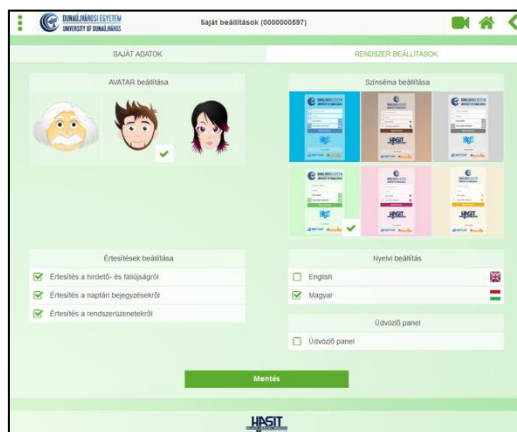 DUNAÚJVÁROSI EGYETEM
UNIVERSITY OF DUNAÚJVÁROS
Saját beállítások (0000000597)
SAJÁT ADATOK
RENDSZER BEÁLLÍTÁSOK
AVATAR beállítása
Színséma beállítása
Értesítések beállítása
Értesítés a hirdető- és faliújságról
Értesítés a naptári bejegyzésekről
Értesítés a rendszerüzenetekről
Nyelvi beállítás
English
Magyar
Üdvözlő panel
Üdvözlő panel
Mentés
HASIT